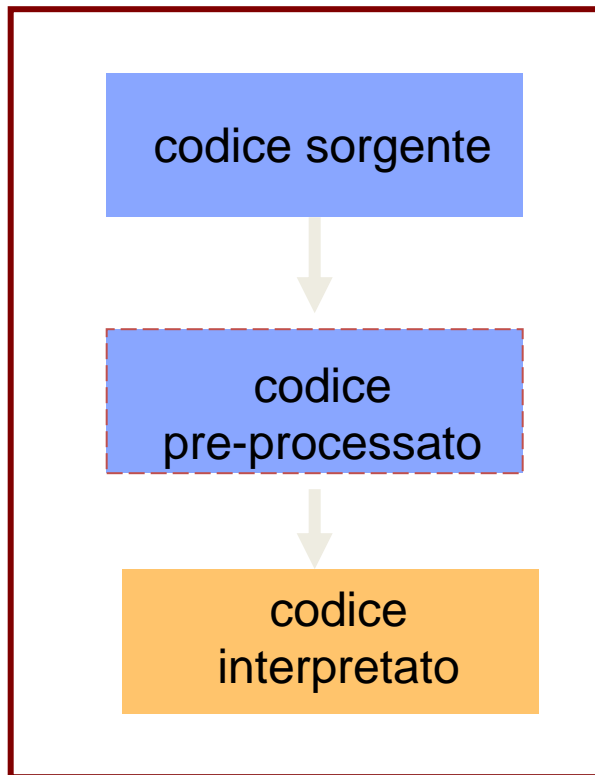 codice sorgente
codice
pre-processato
codice
interpretato